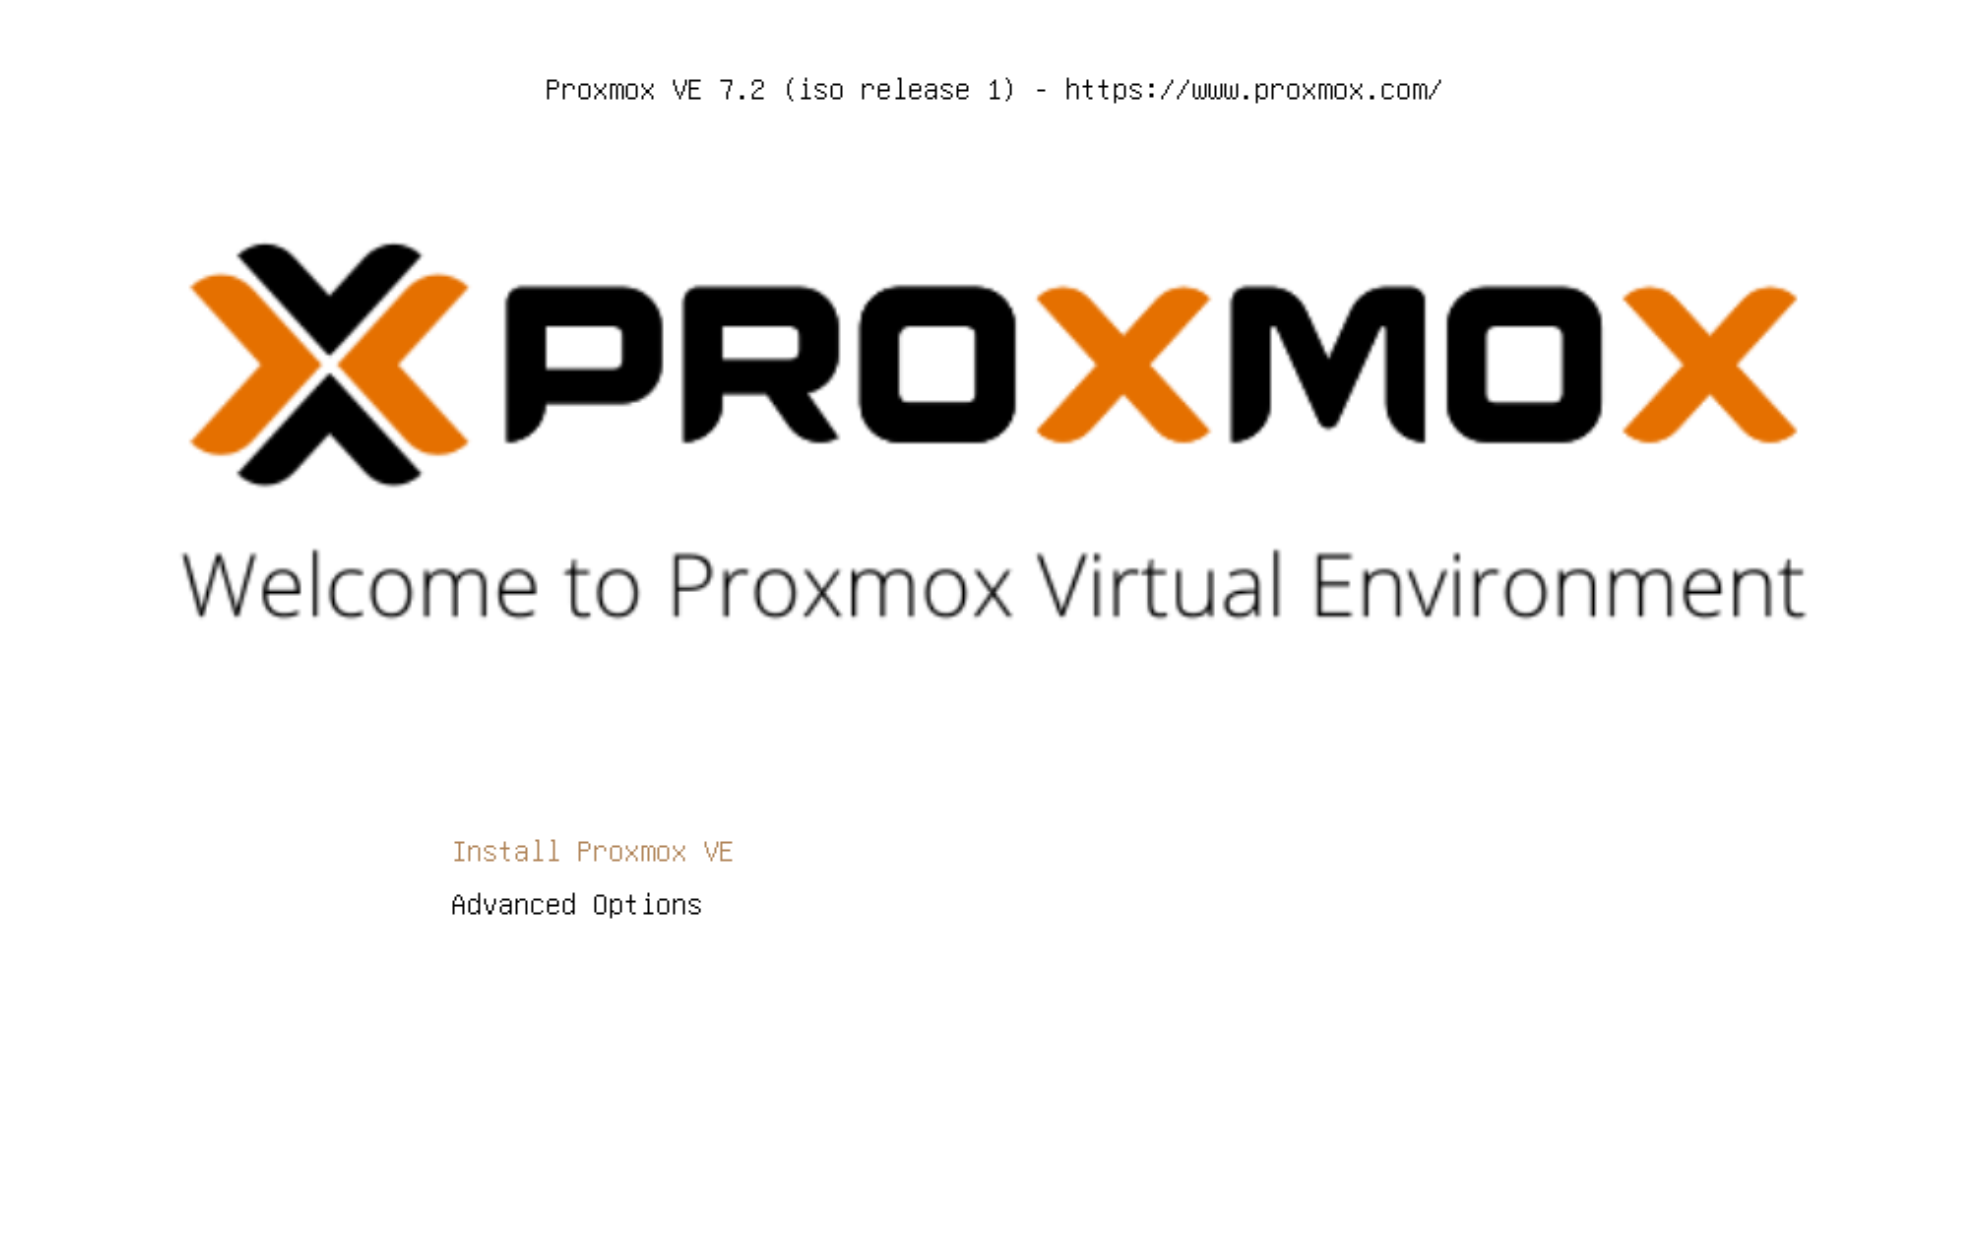 Proxmox VE 7.2 (iso release 1) - https://www.proxmox.com/
PROXMOX
Welcome to Proxmox Virtual Environment
Install Proxmox VE
Advanced Options